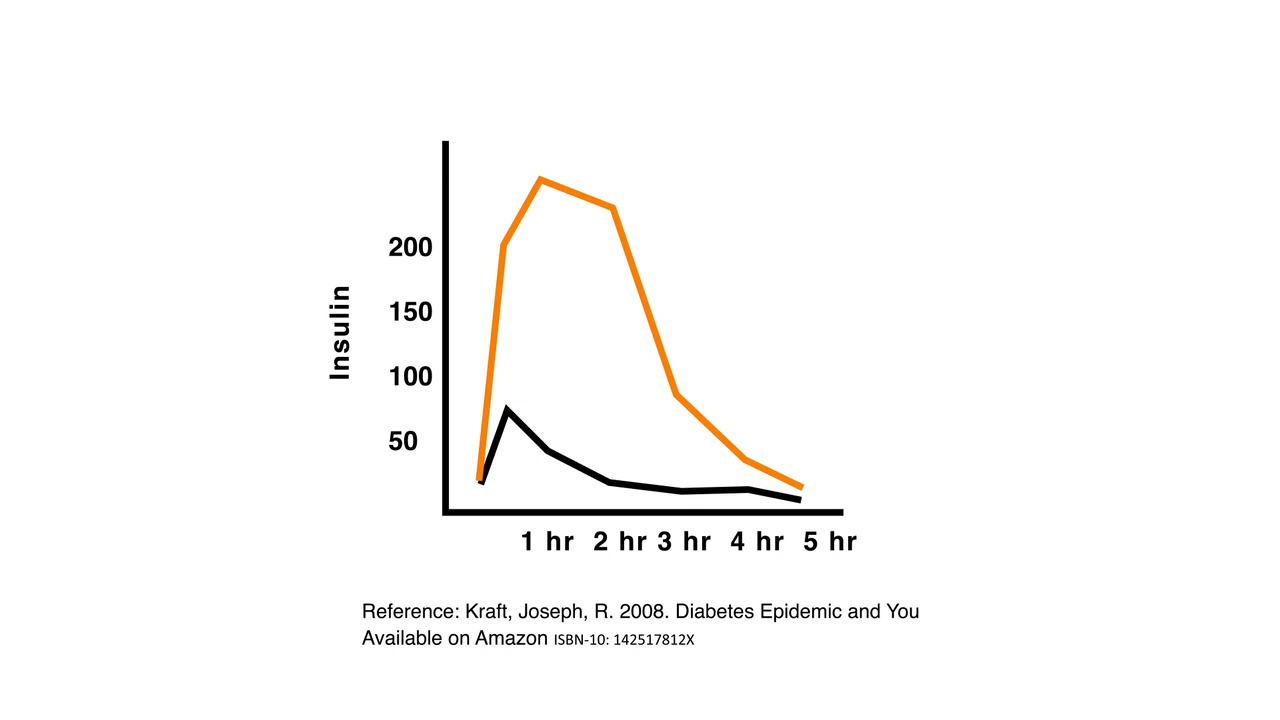 200
150
100
50
Insulin
1 hr 2 hr 3 hr 4 hr 5 hr
Reference: Kraft, Joseph, R. 2008. Diabetes Epidemic and You
Available on Amazon ISBN-10: 142517812X